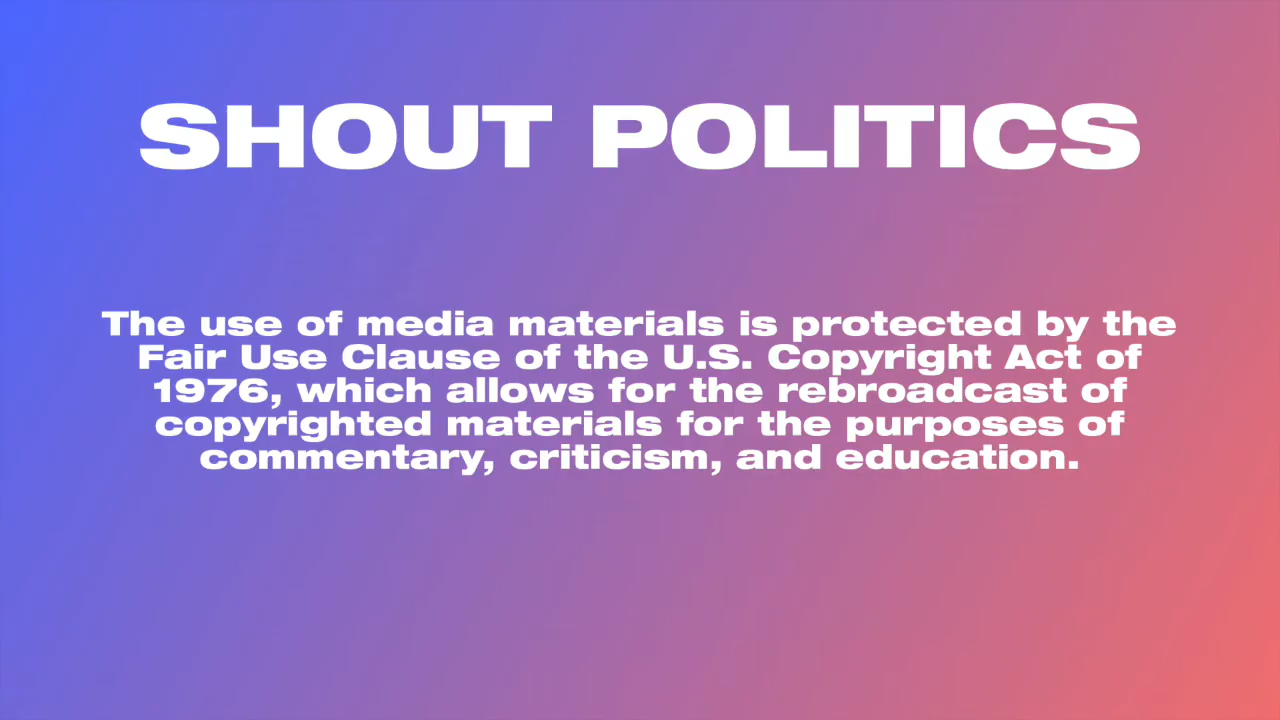 SHOUT POLITICS
The use of media materials is protected by the
Fair Use Clause of the U.S. Copyright Act of
1976, which allows for the rebroadcast of
copyrighted materials for the purposes of
commentary, criticism, and education.